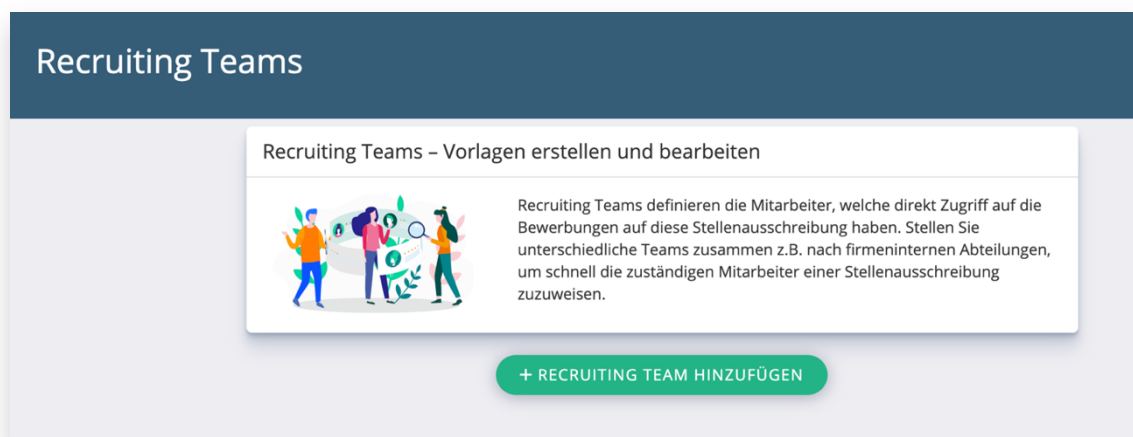 Recruiting Teams
Recruiting Teams – Vorlagen erstellen und bearbeiten
Recruiting Teams definieren die Mitarbeiter, welche direkt Zugriff auf die
Bewerbungen auf diese Stellenausschreibung haben. Stellen Sie
unterschiedliche Teams zusammen z.B. nach firmeninternen Abteilungen,
um schnell die zuständigen Mitarbeiter einer Stellenausschreibung
zuzuweisen.
+ RECRUITING TEAM HINZUFÜGEN